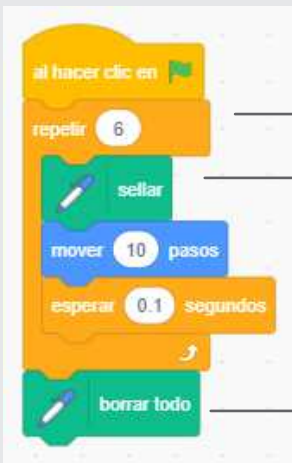 al hacer clic en
repetir 6
sellar
mover 10 pasos
esperar 0.1 segundos
borrar todo